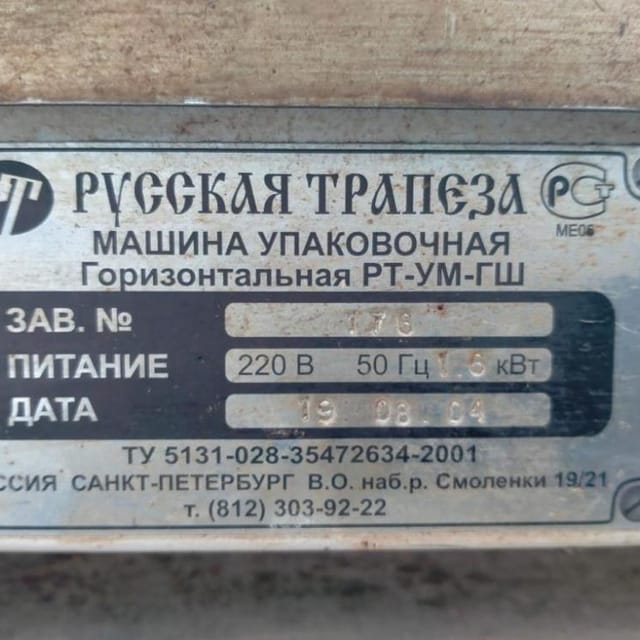 РУССКАЯ ТРАПЕЗА
РСТ
МЕ05
МАШИНА УПАКОВОЧНАЯ
Горизонтальная РТ-УМ-ГШ
ЗАВ. № 176
ПИТАНИЕ 220 В 50 Гц 1.6 кВт
ДАТА 19 08.04
ТУ 5131-028-35472634-2001
ССИЯ САНКТ-ПЕТЕРБУРГ В.О. наб.р. Смоленки 19/21
т. (812) 303-92-22